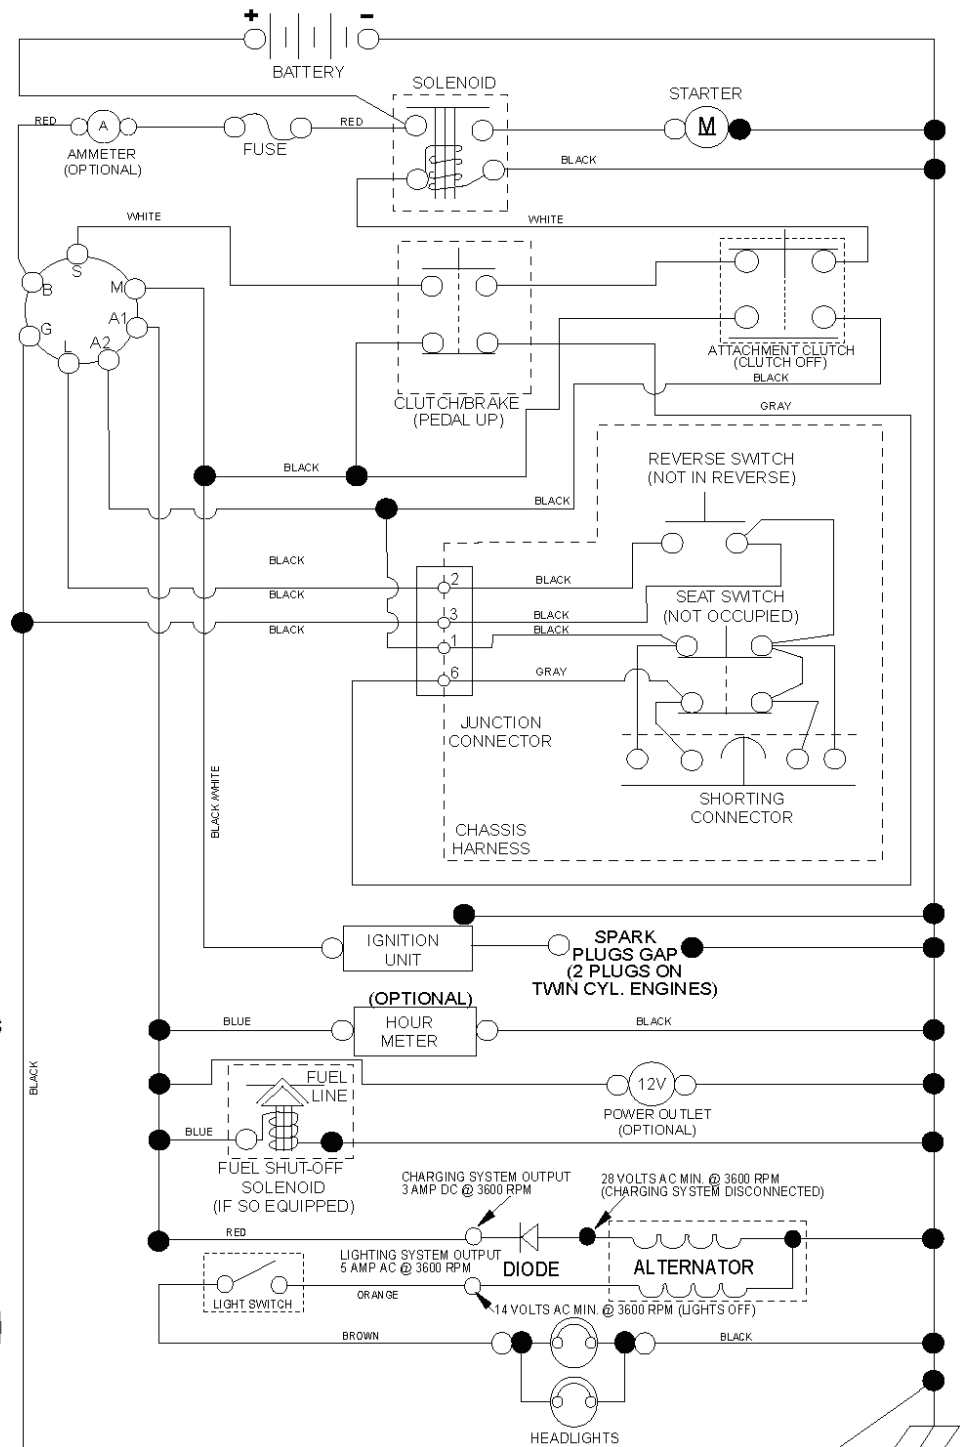 + -
BATTERY
SOLENOID
STARTER
RED
A
RED
M
AMMETER
(OPTIONAL)
FUSE
BLACK
WHITE
WHITE
S
B
M
G
A1
L
A2
ATTACHMENT CLUTCH
(CLUTCH OFF)
BLACK
CLUTCH/BRAKE
(PEDAL UP)
GRAY
BLACK
REVERSE SWITCH
(NOT IN REVERSE)
BLACK
BLACK
2
BLACK
BLACK
SEAT SWITCH
(NOT OCCUPIED)
3
BLACK
BLACK
BLACK
1
6
GRAY
JUNCTION
CONNECTOR
BLACK/WHITE
SHORTING
CONNECTOR
CHASSIS
HARNESS
IGNITION
UNIT
SPARK
PLUGS GAP
(2 PLUGS ON
TWIN CYL. ENGINES)
(OPTIONAL)
BLUE
HOUR
METER
BLACK
BLACK
FUEL
LINE
12V
POWER OUTLET
(OPTIONAL)
BLUE
FUEL SHUT-OFF
SOLENOID
(IF SO EQUIPPED)
CHARGING SYSTEM OUTPUT
3 AMP DC @ 3600 RPM
28 VOLTS AC MIN. @ 3600 RPM
(CHARGING SYSTEM DISCONNECTED)
RED
LIGHTING SYSTEM OUTPUT
5 AMP AC @ 3600 RPM
DIODE
ALTERNATOR
LIGHT SWITCH
ORANGE
14 VOLTS AC MIN. @ 3600 RPM (LIGHTS OFF)
BROWN
BLACK
HEADLIGHTS